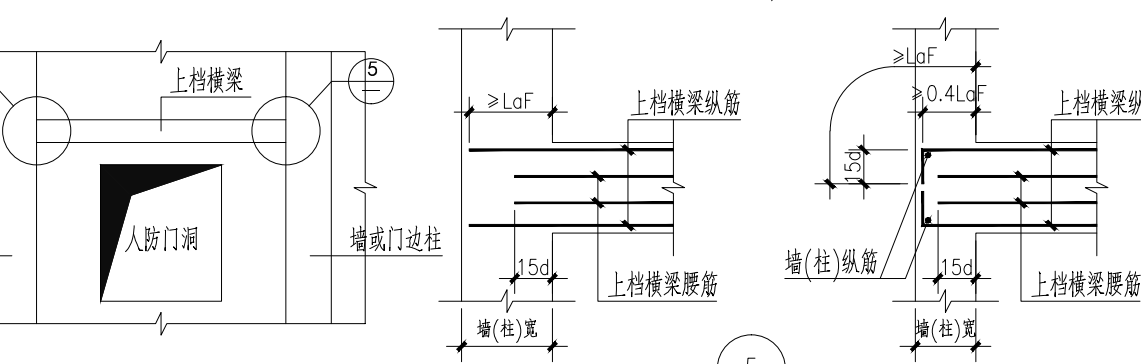 上档横梁
5
人防门洞
墙或门边柱
≥LaF
上档横梁纵筋
15d
上档横梁腰筋
墙(柱)宽
≥LaF
≥0.4LaF
上档横梁纵
15d
墙(柱)纵筋
15d
上档横梁腰筋
墙(柱)宽